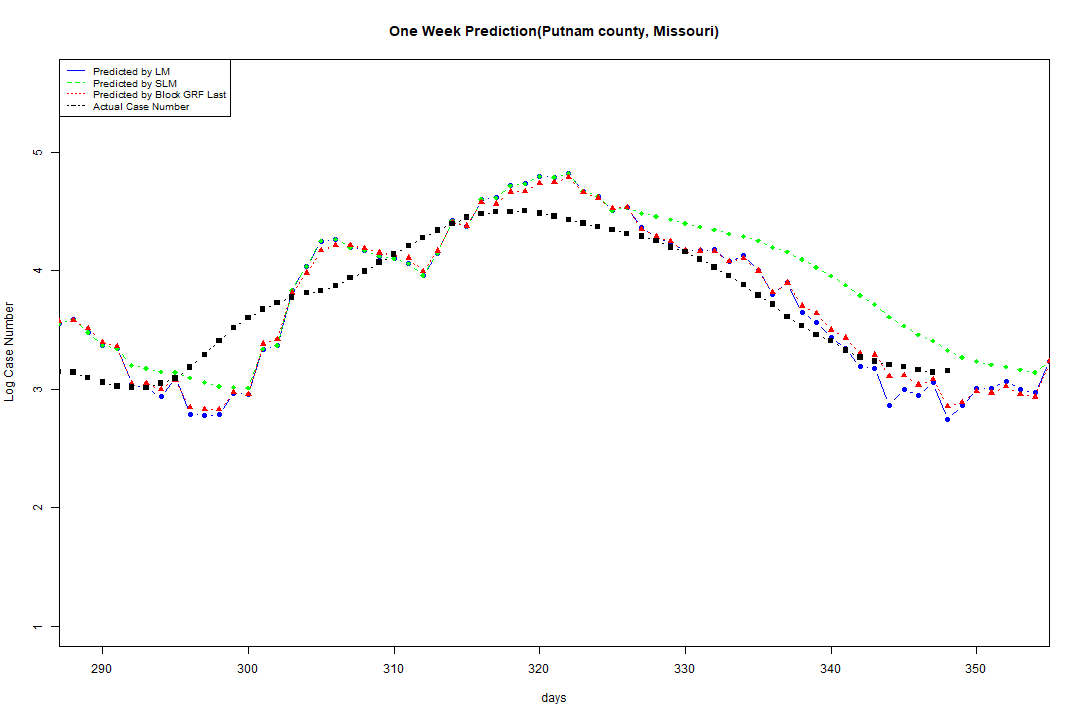 One Week Prediction(Putnam county, Missouri)
Predicted by LM
Predicted by SLM
Predicted by Block GRF Last
Actual Case Number
5
4
3
2
1
Log Case Number
290 300 310 320 330 340 350
days